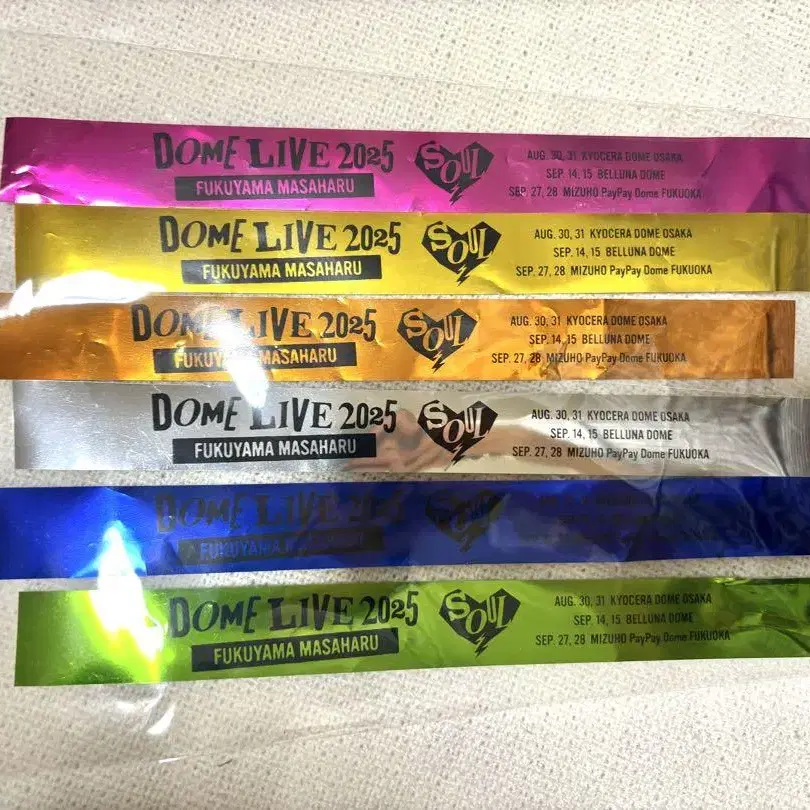 DOME LIVE 2025
FUKUYAMA MASAHARU
SOUL
AUG. 30, 31 KYOCERA DOME OSAKA
SEP. 14, 15 BELLUNA DOME
SEP. 27, 28 MIZUHO PayPay Dome FUKUOKA
DOME LIVE 2025
FUKUYAMA MASAHARU
SOUL
AUG. 30, 31 KYOCERA DOME OSAKA
SEP. 14, 15 BELLUNA DOME
SEP. 27, 28 MIZUHO PayPay Dome FUKUOKA
DOME LIVE 2025
FUKUYAMA MASAHARU
SOUL
AUG. 30, 31 KYOCERA DOME OSAKA
SEP. 14, 15 BELLUNA DOME
SEP. 27, 28 MIZUHO PayPay Dome FUKUOKA
DOME LIVE 2025
FUKUYAMA MASAHARU
SOUL
AUG. 30, 31 KYOCERA DOME OSAKA
SEP. 14, 15 BELLUNA DOME
SEP. 27, 28 MIZUHO PayPay Dome FUKUOKA
DOME LIVE
FUKUYAMA
SOUL
DOME LIVE 2025
FUKUYAMA MASAHARU
SOUL
AUG. 30, 31 KYOCERA DOME OSAKA
SEP. 14, 15 BELLUNA DOME
SEP. 27, 28 MIZUHO PayPay Dome FUKUOKA